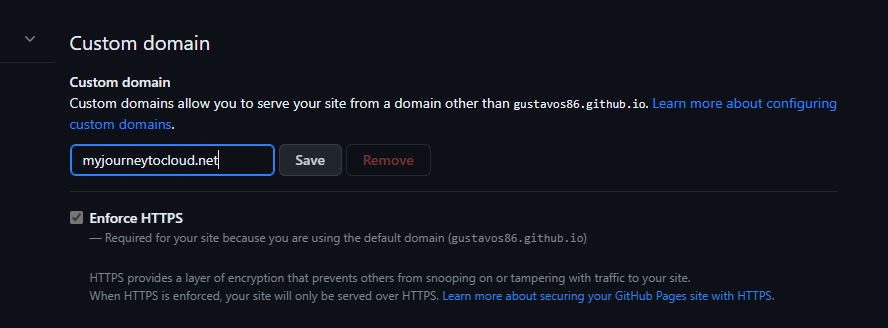 Custom domain
Custom domain
Custom domains allow you to serve your site from a domain other than gustavos86.github.io. Learn more about configuring
custom domains.
myjourneytocloud.net Save Remove
Enforce HTTPS
— Required for your site because you are using the default domain (gustavos86.github.io)
HTTPS provides a layer of encryption that prevents others from snooping on or tampering with traffic to your site.
When HTTPS is enforced, your site will only be served over HTTPS. Learn more about securing your GitHub Pages site with HTTPS.